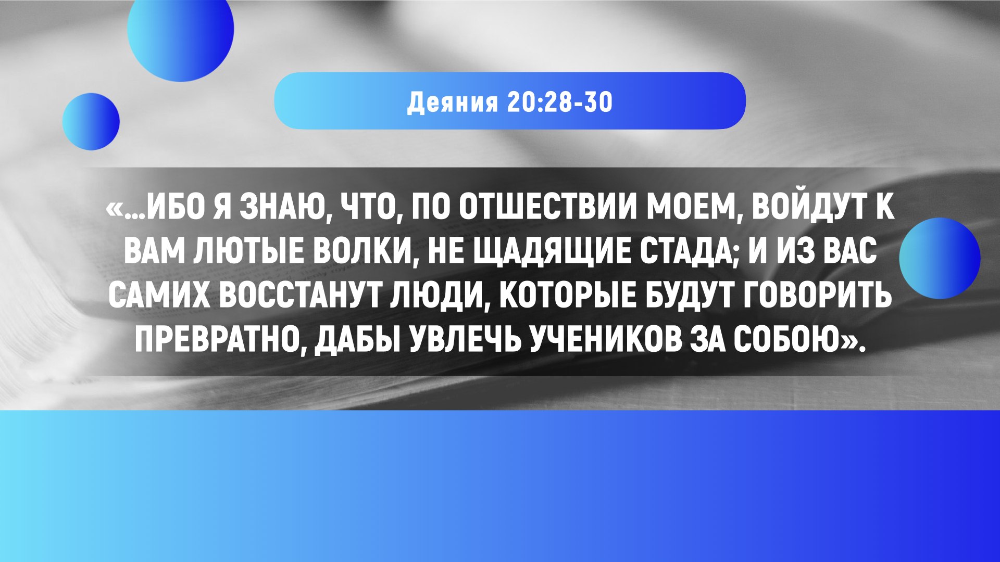 Деяния 20:28-30
«...ИБО Я ЗНАЮ, ЧТО, ПО ОТШЕСТВИИ МОЕМ, ВОЙДУТ К
ВАМ ЛЮТЫЕ ВОЛКИ, НЕ ЩАДЯЩИЕ СТАДА; И ИЗ ВАС
САМИХ ВОССТАНУТ ЛЮДИ, КОТОРЫЕ БУДУТ ГОВОРИТЬ
ПРЕВРАТНО, ДАБЫ УВЛЕЧЬ УЧЕНИКОВ ЗА СОБОЮ».